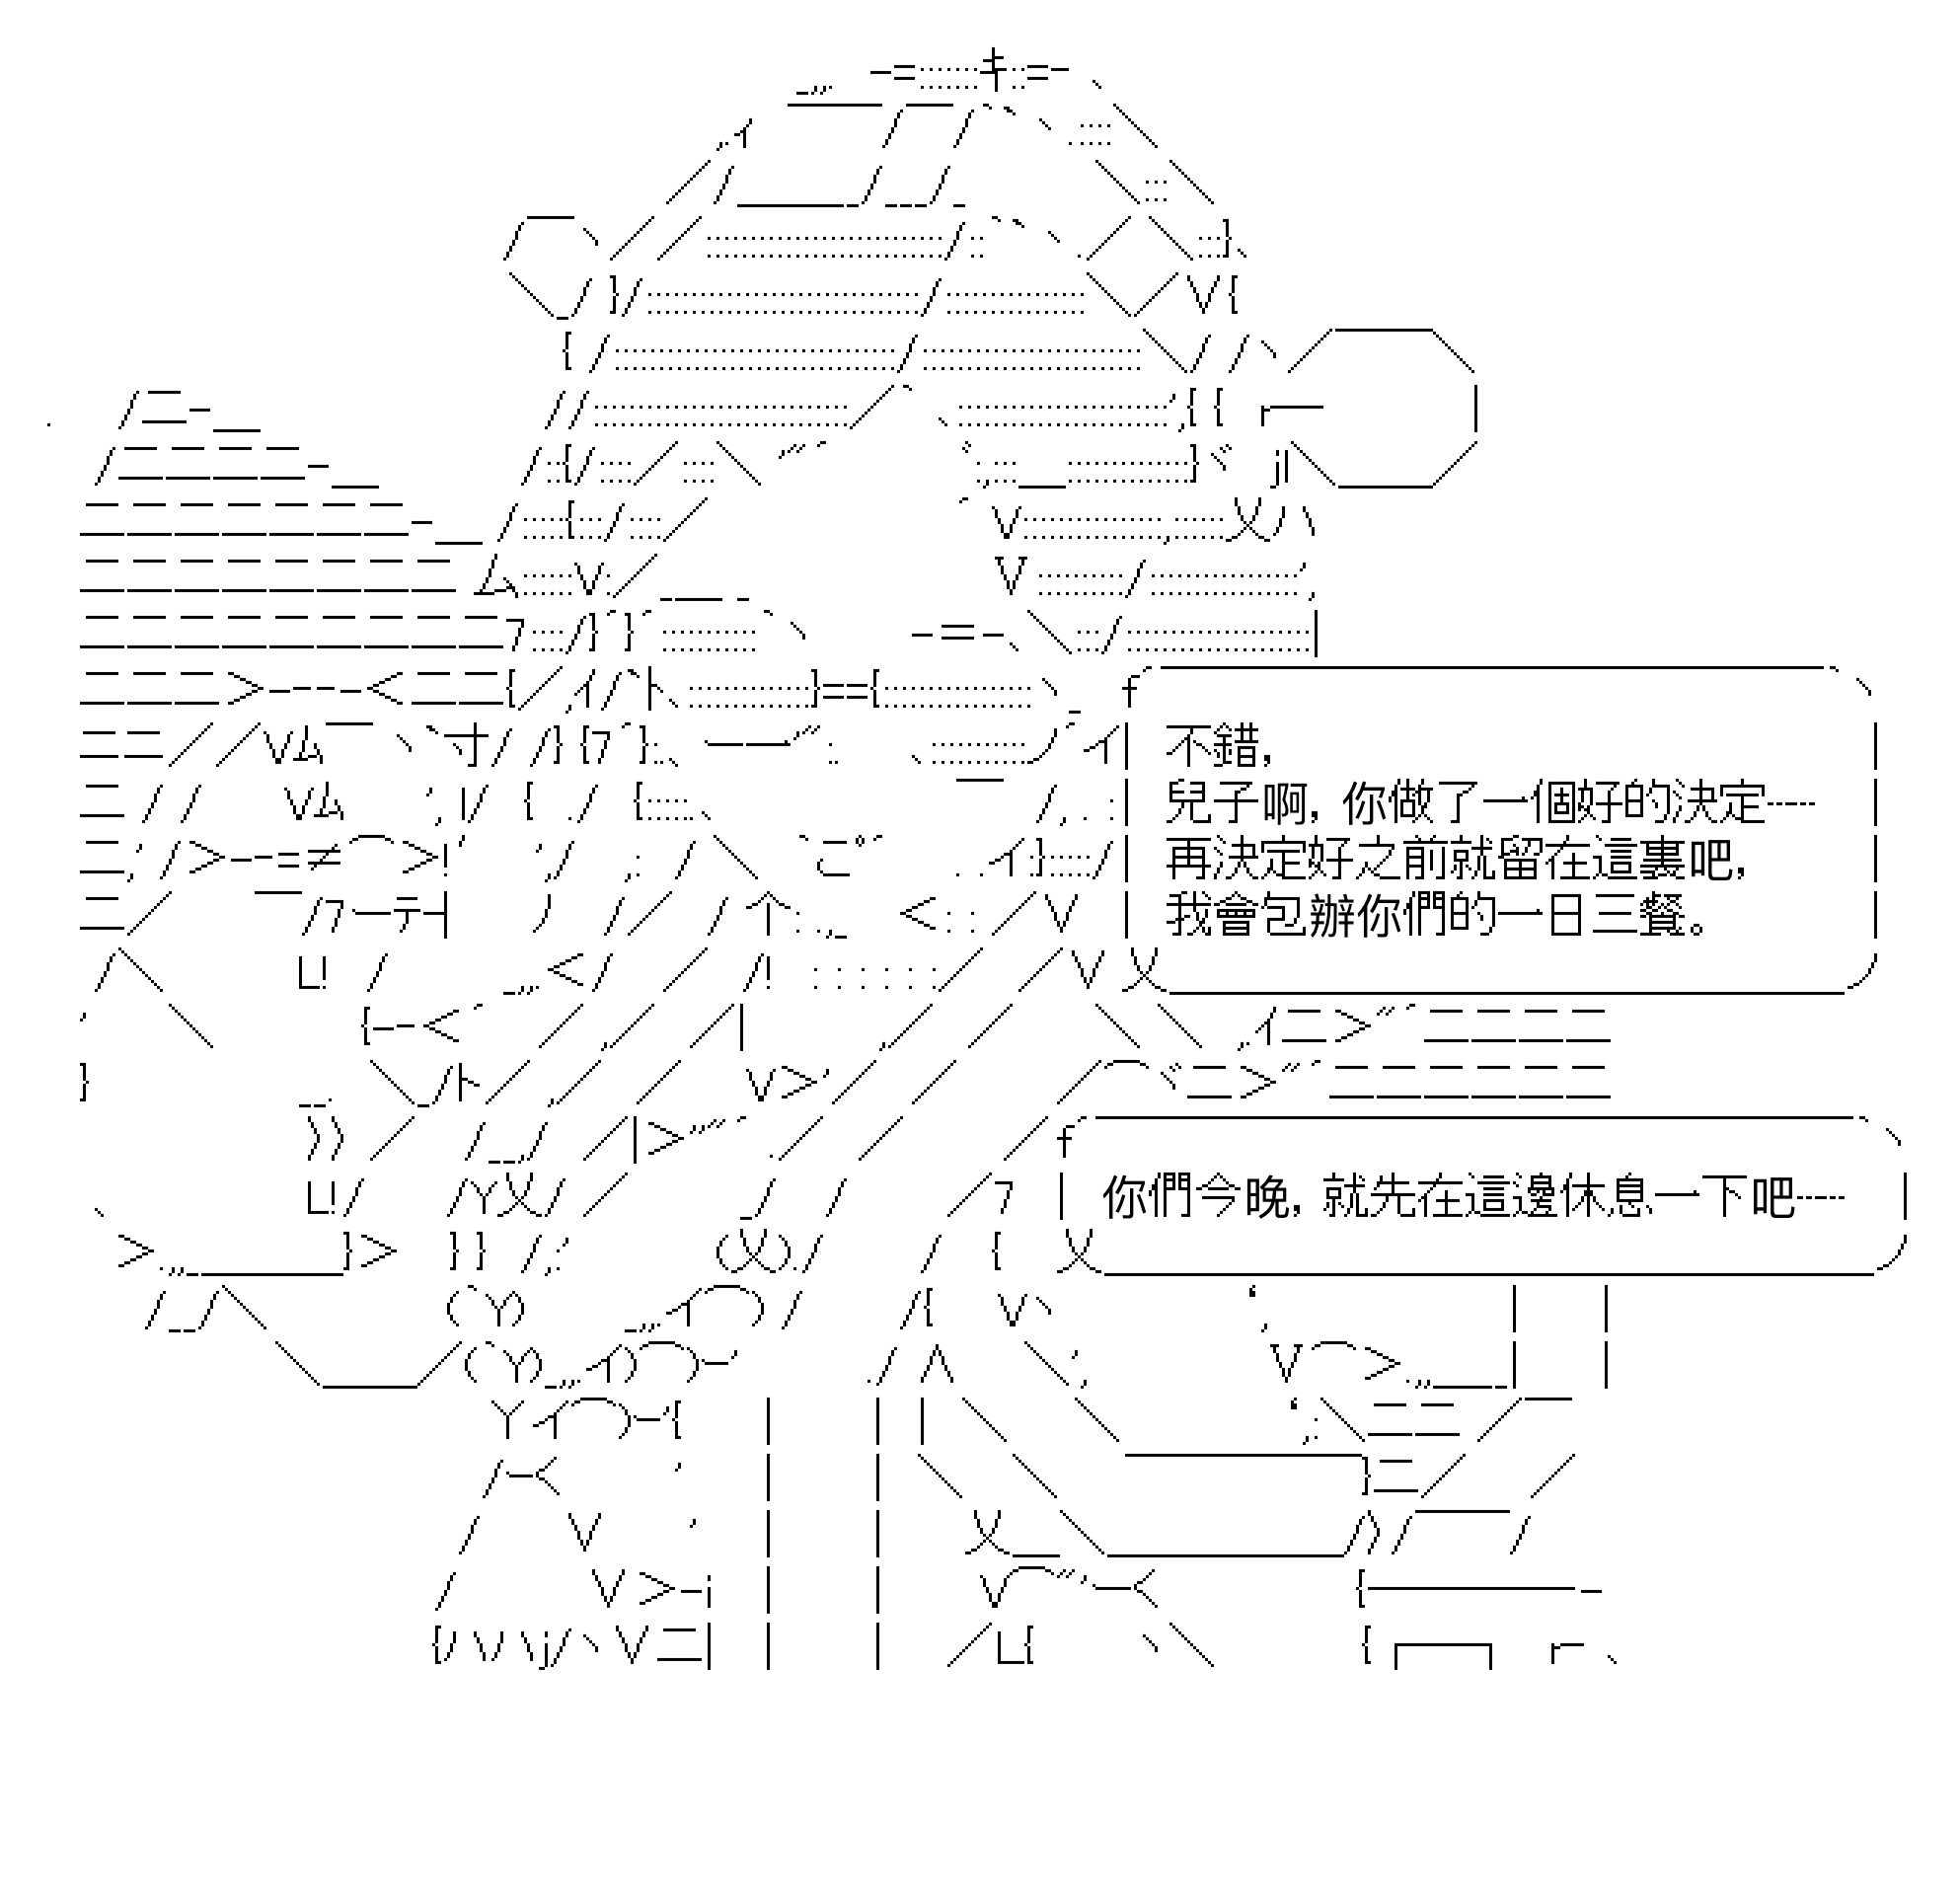 不錯，
兒子啊，你做了一個好的決定┅┅
再決定好之前就留在這裏吧，
我會包辦你們的一日三餐。
你們今晚，就先在這邊休息一下吧┅┅